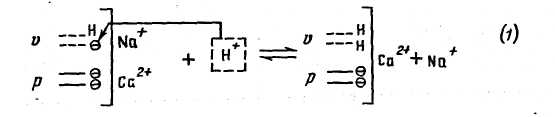 ν H ⊖ Na⁺ + H⁺ ⇌ ν H H Ca²⁺ + Na⁺ (1)
p ⊖ ⊖ Ca²⁺ p ⊖ ⊖